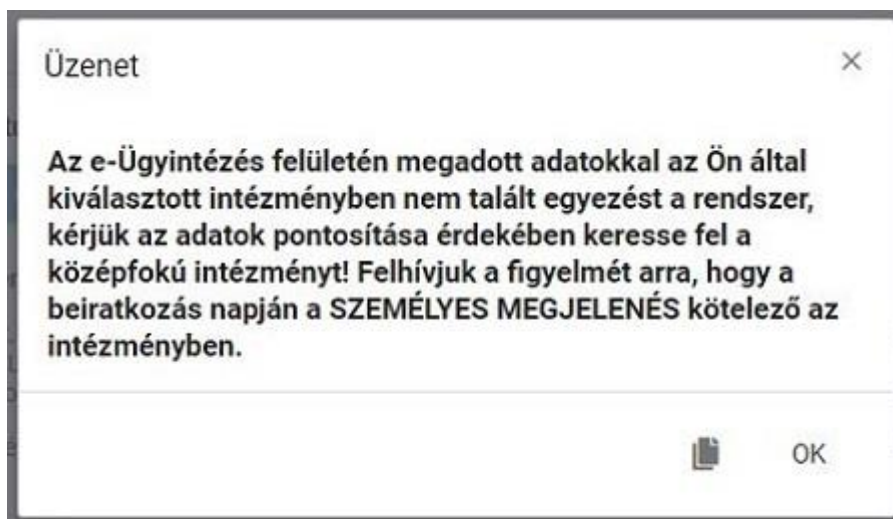 Üzenet
Az e-Ügyintézés felületén megadott adatokkal az Ön által
kiválasztott intézményben nem talált egyezést a rendszer,
kérjük az adatok pontosítása érdekében keresse fel a
középfokú intézményt! Felhívjuk a figyelmét arra, hogy a
beiratkozás napján a SZEMÉLYES MEGJELENÉS kötelező az
intézményben.
OK